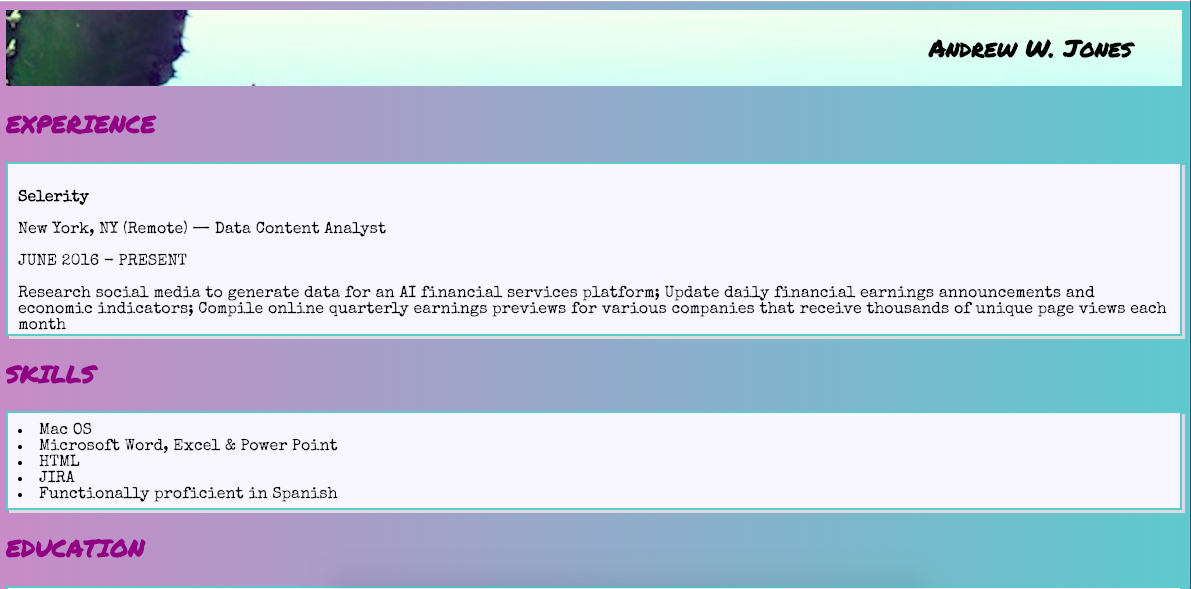 Andrew W. Jones
EXPERIENCE
Selerity
New York, NY (Remote) — Data Content Analyst
JUNE 2016 - PRESENT
Research social media to generate data for an AI financial services platform; Update daily financial earnings announcements and
economic indicators; Compile online quarterly earnings previews for various companies that receive thousands of unique page views each
month
SKILLS
• Mac OS
• Microsoft Word, Excel & Power Point
• HTML
• JIRA
• Functionally proficient in Spanish
EDUCATION